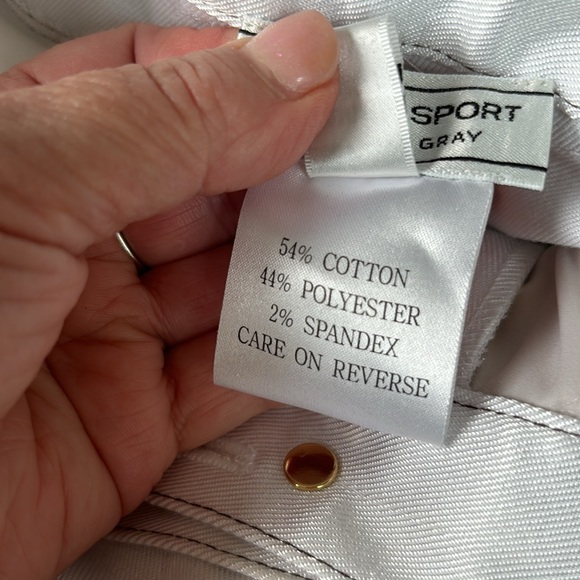 SPORT
GRAY
54% COTTON
44% POLYESTER
2% SPANDEX
CARE ON REVERSE